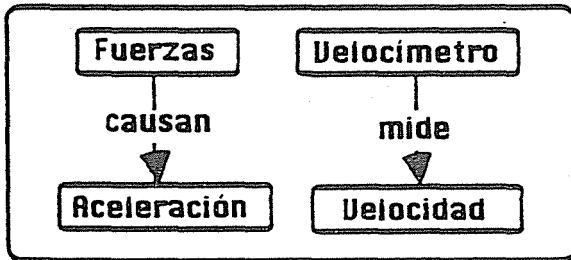 Fuerzas
causan
Aceleración
Velocímetro
mide
Velocidad